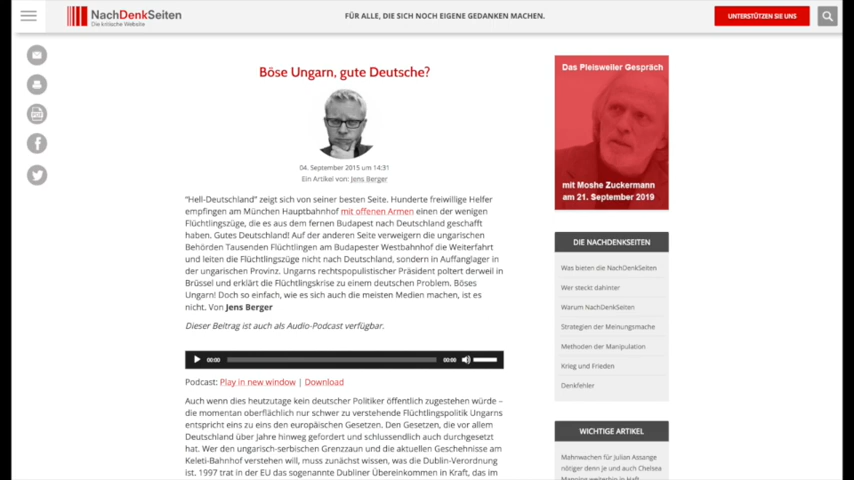 NachDenkSeiten
Die kritische Website
FÜR ALLE, DIE SICH NOCH EIGENE GEDANKEN MACHEN.
UNTERSTÜTZEN SIE UNS
Böse Ungarn, gute Deutsche?
04. September 2015 um 14:31
Ein Artikel von: Jens Berger
"Hell-Deutschland" zeigt sich von seiner besten Seite. Hunderte freiwillige Helfer
empfingen am München Hauptbahnhof mit offenen Armen einen der wenigen
Flüchtlingszüge, die es aus dem fernen Budapest nach Deutschland geschafft
haben. Gutes Deutschland! Auf der anderen Seite verweigern die ungarischen
Behörden Tausenden Flüchtlingen am Budapester Westbahnhof die Weiterfahrt
und leiten die Flüchtlingszüge nicht nach Deutschland, sondern in Auffanglager in
der ungarischen Provinz. Ungarns rechtspopulistischer Präsident poltert derweil in
Brüssel und erklärt die Flüchtlingskrise zu einem deutschen Problem. Böses
Ungarn! Doch so einfach, wie es sich auch die meisten Medien machen, ist es
nicht. Von Jens Berger
Dieser Beitrag ist auch als Audio-Podcast verfügbar.
00:00
00:00
Podcast: Play in new window | Download
Auch wenn dies heutzutage kein deutscher Politiker öffentlich zugestehen würde –
die momentan oberflächlich nur schwer zu verstehende Flüchtlingspolitik Ungarns
entspricht eins zu eins den europäischen Gesetzen. Den Gesetzen, die vor allem
Deutschland über Jahre hinweg gefordert und schlussendlich auch durchgesetzt
hat. Wer den ungarisch-serbischen Grenzzaun und die aktuellen Geschehnisse am
Keleti-Bahnhof verstehen will, muss zunächst wissen, was die Dublin-Verordnung
ist. 1997 trat in der EU das sogenannte Dubliner Übereinkommen in Kraft, das im
Das Pleisweiler Gespräch
mit Moshe Zuckermann
am 21. September 2019
DIE NACHDENKSEITEN
Was bieten die NachDenkSeiten
Wer steckt dahinter
Warum NachDenkSeiten
Strategien der Meinungsmache
Methoden der Manipulation
Krieg und Frieden
Denkfehler
WICHTIGE ARTIKEL
Mahnwachen für Julian Assange
nötiger denn je und auch Chelsea
Manning weiterhin in Haft